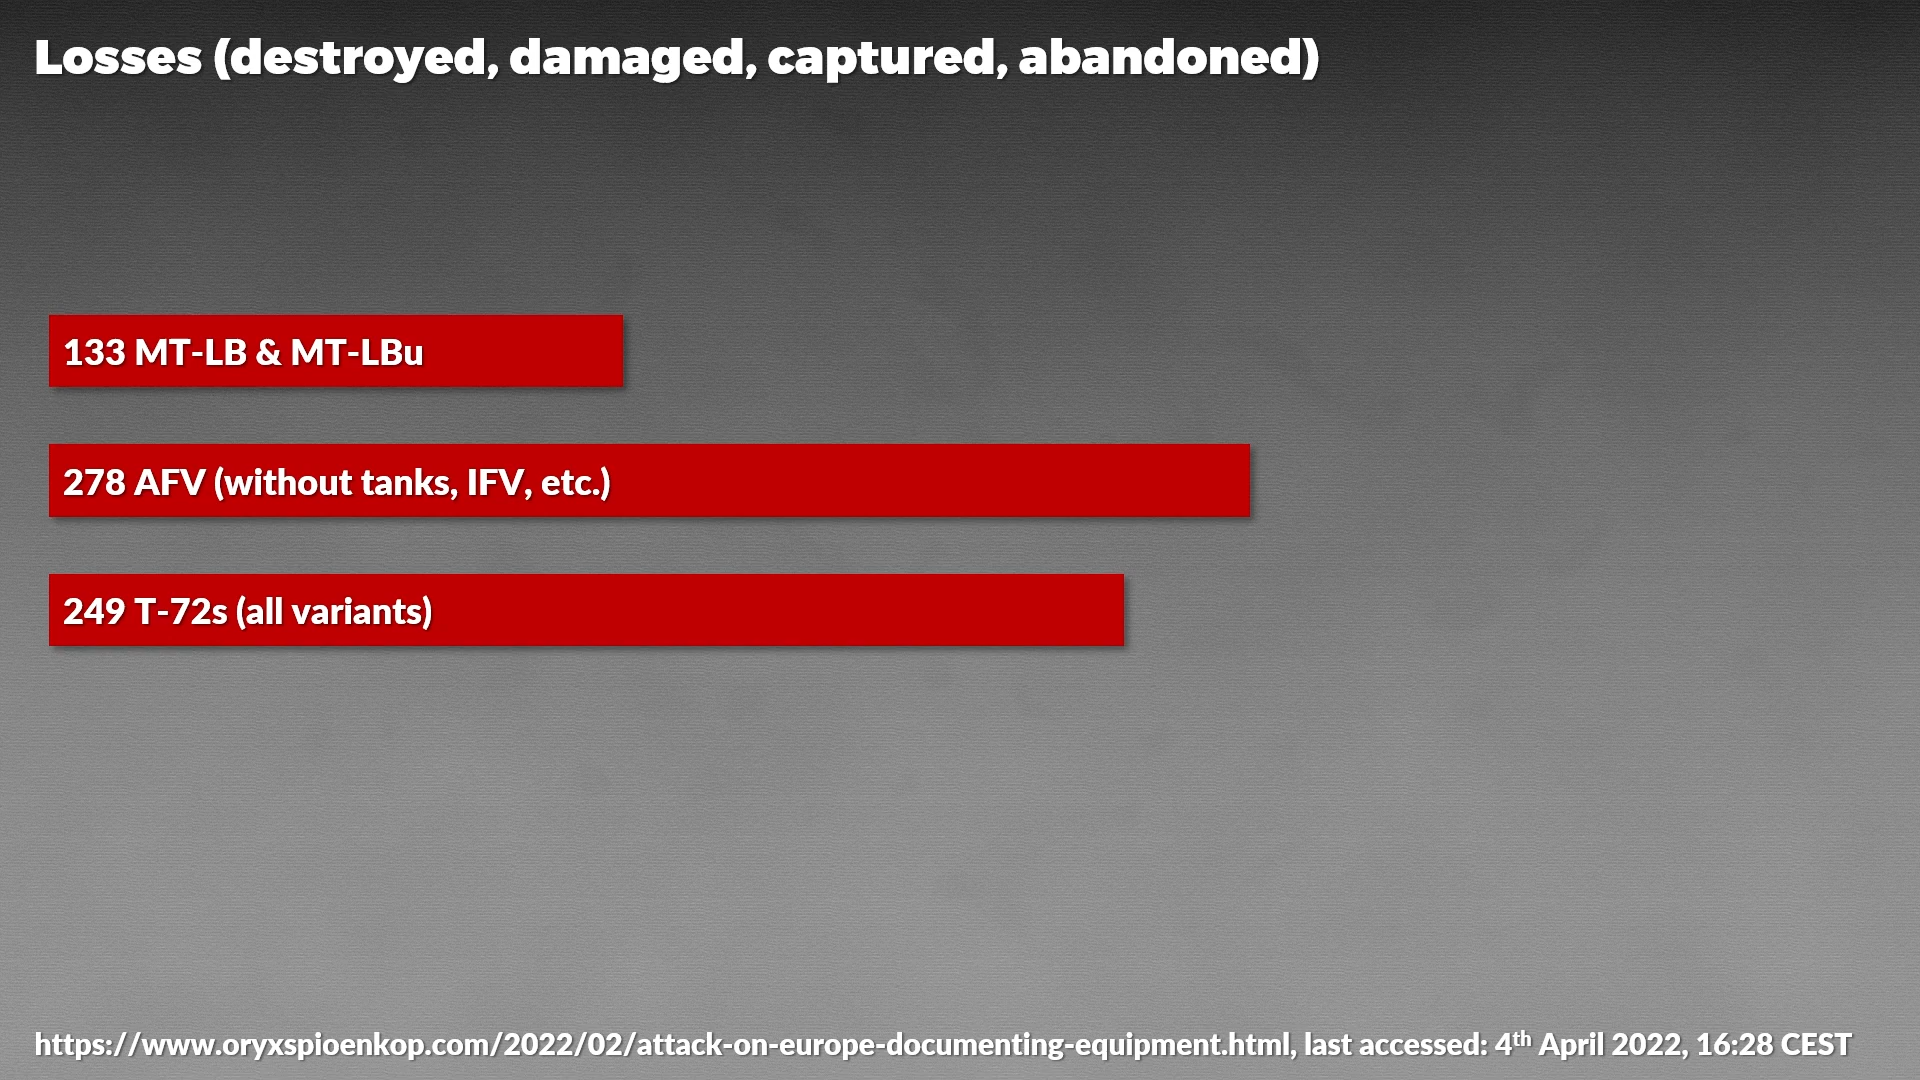 Losses (destroyed, damaged, captured, abandoned)
133 MT-LB & MT-LBu
278 AFV (without tanks, IFV, etc.)
249 T-72s (all variants)
https://www.oryxspioenkop.com/2022/02/attack-on-europe-documenting-equipment.html, last accessed: 4th April 2022, 16:28 CEST